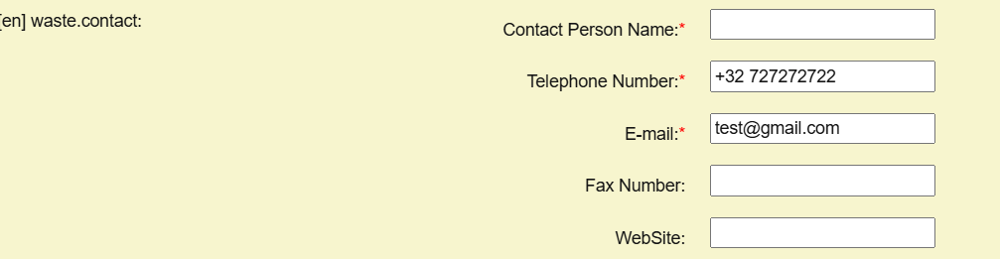 [en] waste.contact:
Contact Person Name:*
Telephone Number:* +32 727272722
E-mail:* test@gmail.com
Fax Number:
WebSite: